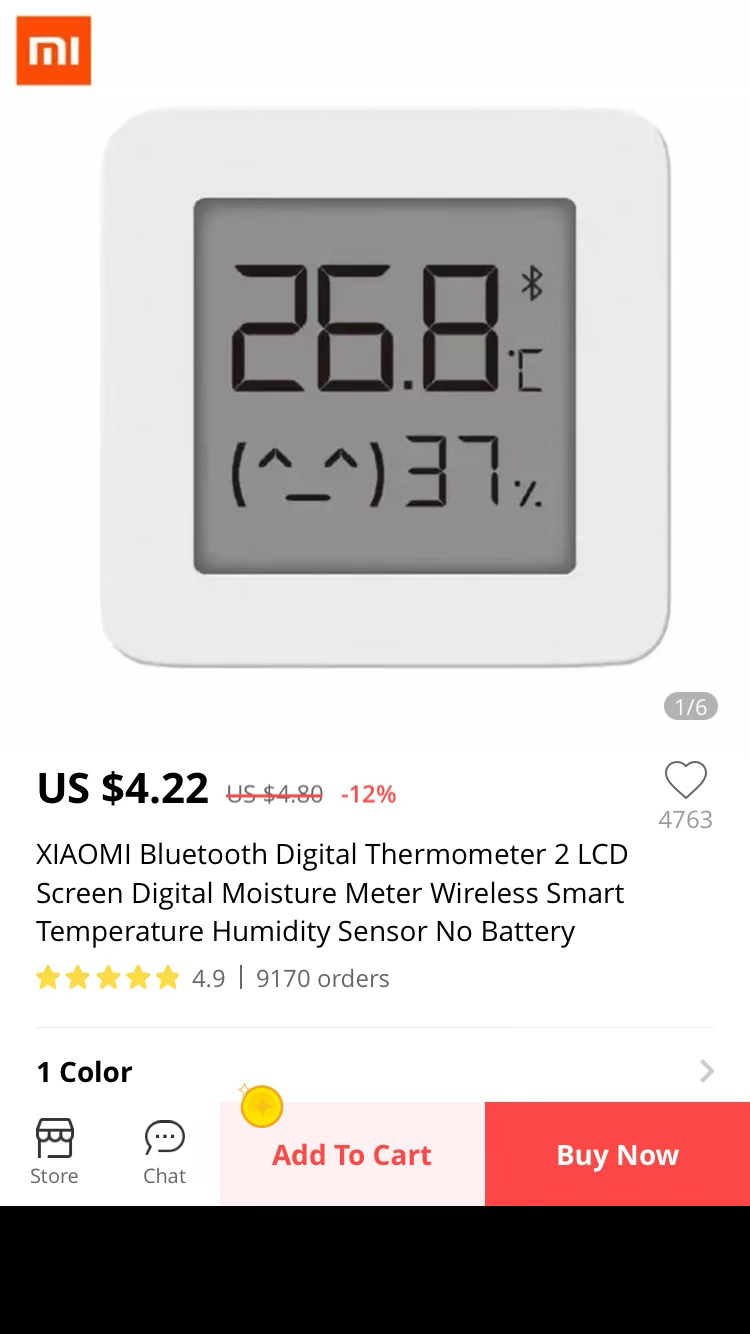 mi
26.8
℃
(^_^) 37 %
1/6
US $4.22 US $4.80 -12%
4763
XIAOMI Bluetooth Digital Thermometer 2 LCD
Screen Digital Moisture Meter Wireless Smart
Temperature Humidity Sensor No Battery
4.9 | 9170 orders
1 Color
Store
Chat
Add To Cart
Buy Now